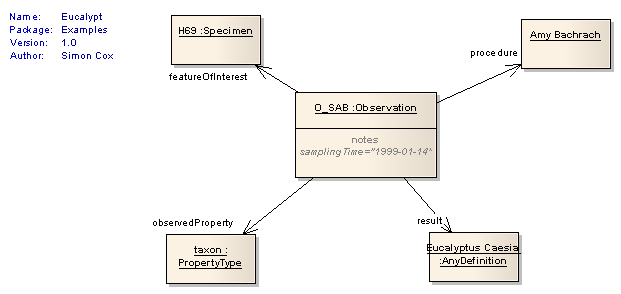 Name: Eucalypt
Package: Examples
Version: 1.0
Author: Simon Cox
H69 :Specimen
Amy Bachrach
procedure
featureOfInterest
O_SAB :Observation
notes
samplingTime="1999-01-14"
observedProperty
result
taxon :
PropertyType
Eucalyptus Caesia
:AnyDefinition